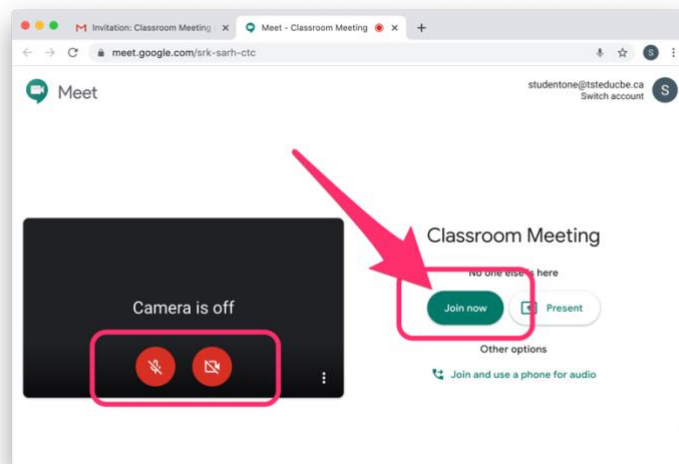 Invitation: Classroom Meeting
Meet - Classroom Meeting
meet.google.com/srk-sarh-ctc
Meet
studentone@tsteducbe.ca
Switch account
S
S
Classroom Meeting
No one else is here
Camera is off
Join now
Present
Other options
Join and use a phone for audio